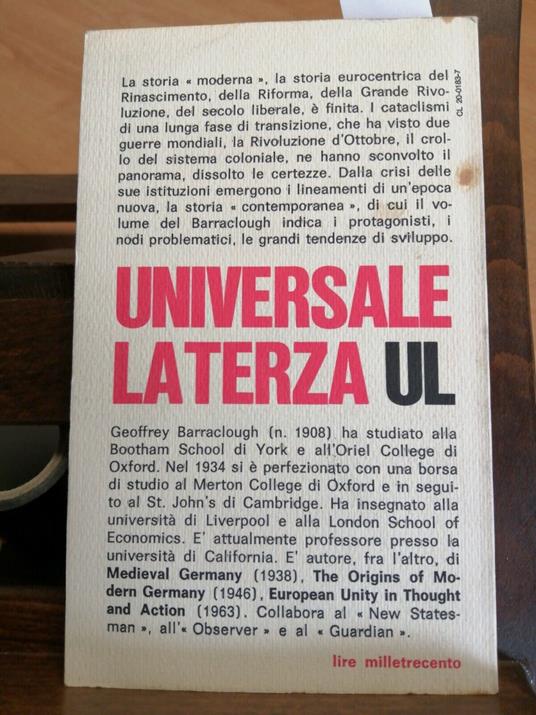 La storia « moderna », la storia eurocentrica del
Rinascimento, della Riforma, della Grande Rivo-
luzione, del secolo liberale, è finita. I cataclismi
di una lunga fase di transizione, che ha visto due
guerre mondiali, la Rivoluzione d'Ottobre, il crol-
lo del sistema coloniale, ne hanno sconvolto il
panorama, dissolto le certezze. Dalla crisi delle
sue istituzioni emergono i lineamenti di un'epoca
nuova, la storia « contemporanea », di cui il vo-
lume del Barraclough indica i protagonisti, i
nodi problematici, le grandi tendenze di sviluppo.
CL 20-0183-7
UNIVERSALE
LATERZA UL
Geoffrey Barraclough (n. 1908) ha studiato alla
Bootham School di York e all'Oriel College di
Oxford. Nel 1934 si è perfezionato con una borsa
di studio al Merton College di Oxford e in segui-
to al St. John's di Cambridge. Ha insegnato alla
università di Liverpool e alla London School of
Economics. E' attualmente professore presso la
università di California. E' autore, fra l'altro, di
Medieval Germany (1938), The Origins of Mo-
dern Germany (1946), European Unity in Thought
and Action (1963). Collabora al « New States-
man », all'« Observer » e al « Guardian ».
lire milletrecento